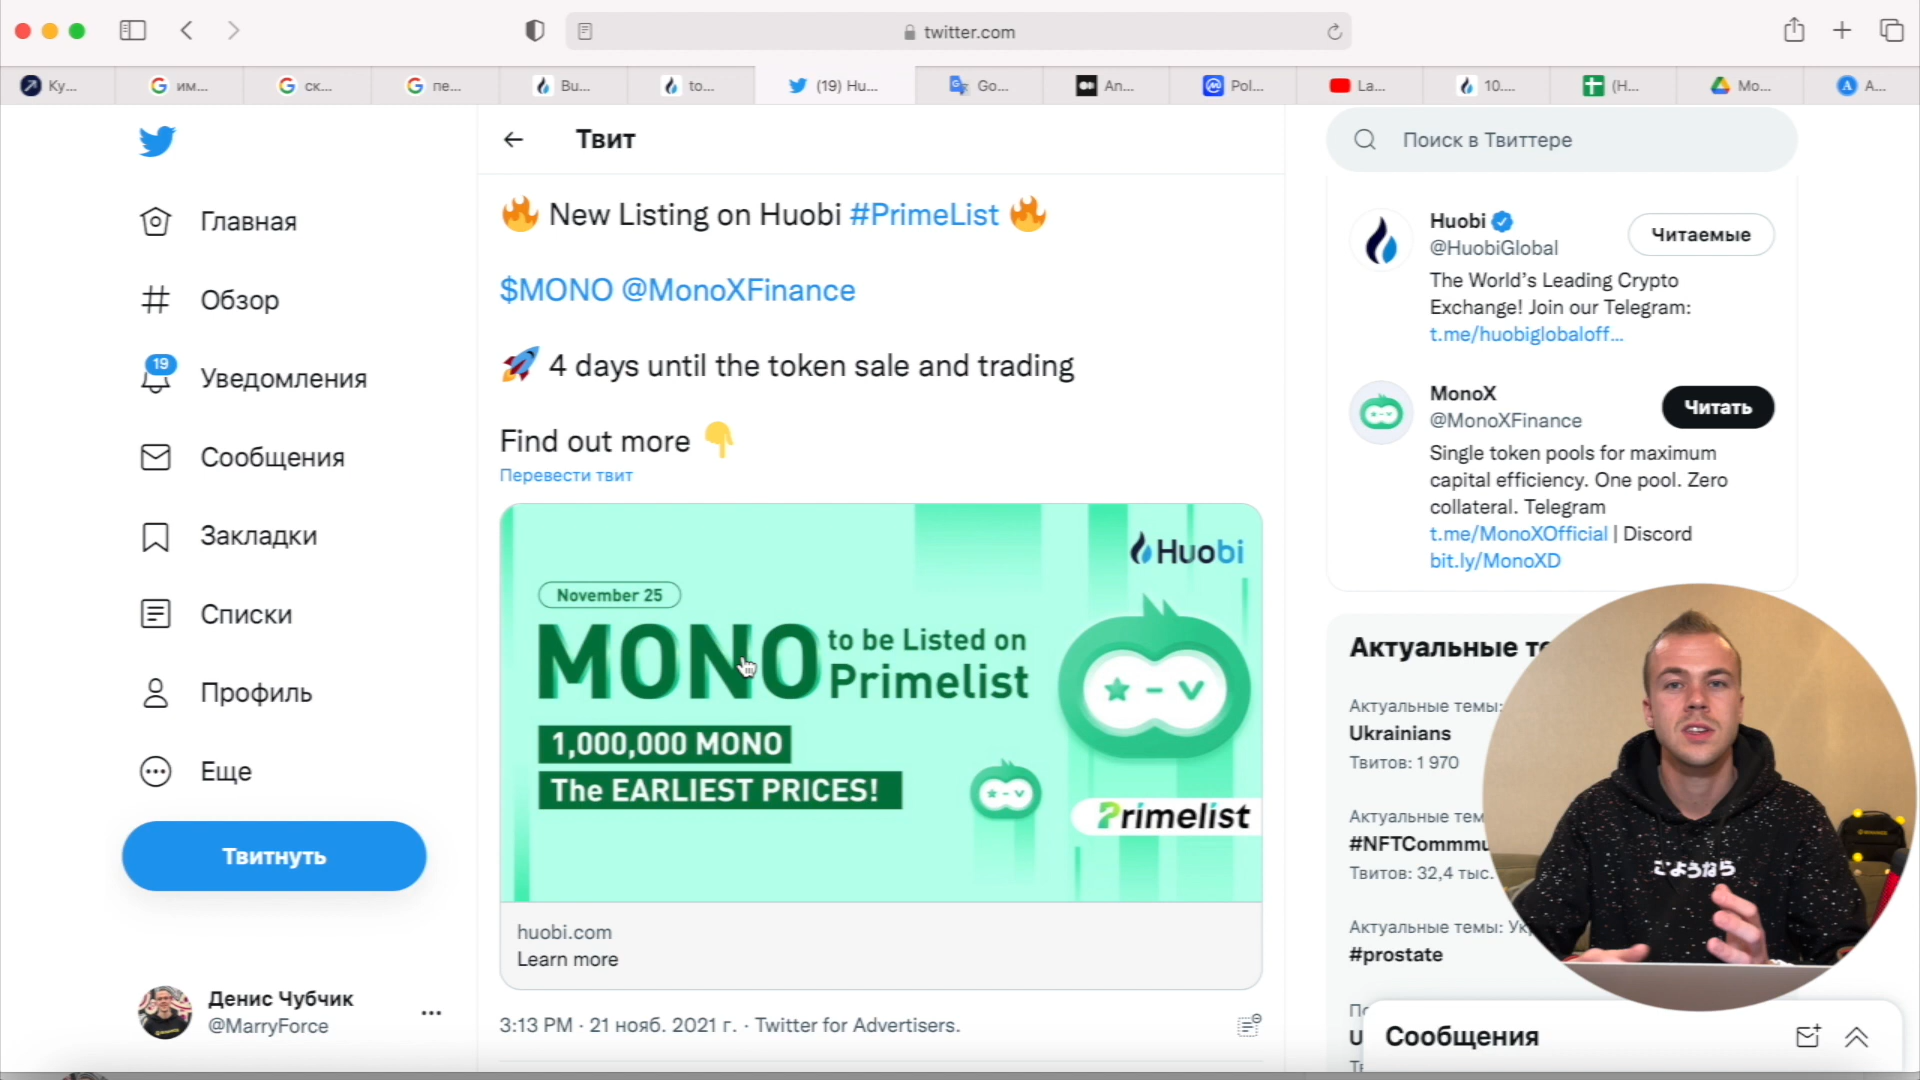 twitter.com
Ку...
им...
ск...
пе...
Bu...
to...
(19) Hu...
Go...
An...
Pol...
La...
10....
(H...
Mo...
A...
Главная
Обзор
19
Уведомления
Сообщения
Закладки
Списки
Профиль
Еще
Твитнуть
Денис Чубчик
@MarryForce
Твит
🔥 New Listing on Huobi #PrimeList 🔥
$MONO @MonoXFinance
🚀 4 days until the token sale and trading
Find out more 👇
Перевести твит
Huobi
November 25
MONO to be Listed on
Primelist
1,000,000 MONO
The EARLIEST PRICES!
Primelist
huobi.com
Learn more
3:13 PM · 21 нояб. 2021 г. · Twitter for Advertisers.
Поиск в Твиттере
Huobi
@HuobiGlobal
Читаемые
The World’s Leading Crypto
Exchange! Join our Telegram:
t.me/huobiglobaloff...
MonoX
@MonoXFinance
Читать
Single token pools for maximum
capital efficiency. One pool. Zero
collateral. Telegram
t.me/MonoXOfficial | Discord
bit.ly/MonoXD
Актуальные
Актуальные темы:
Ukrainians
Твитов: 1 970
Актуальные
#NFTCommmu
Твитов: 32,4 тыс.
Актуальные темы:
#prostate
Сообщения